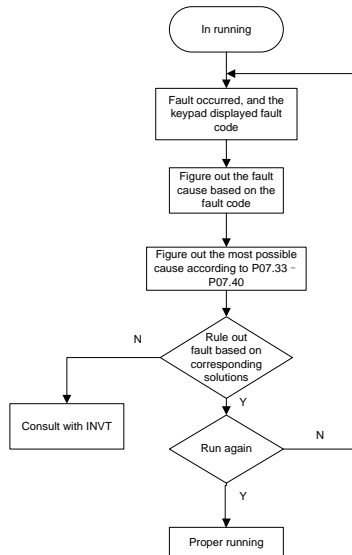 In running
Fault occurred, and the
keypad displayed fault
code
Figure out the fault
cause based on the
fault code
Figure out the most possible
cause according to P07.33–
P07.40
N
Rule out
fault based on
corresponding
solutions
Y
Consult with INVT
Run again
N
Y
Proper running